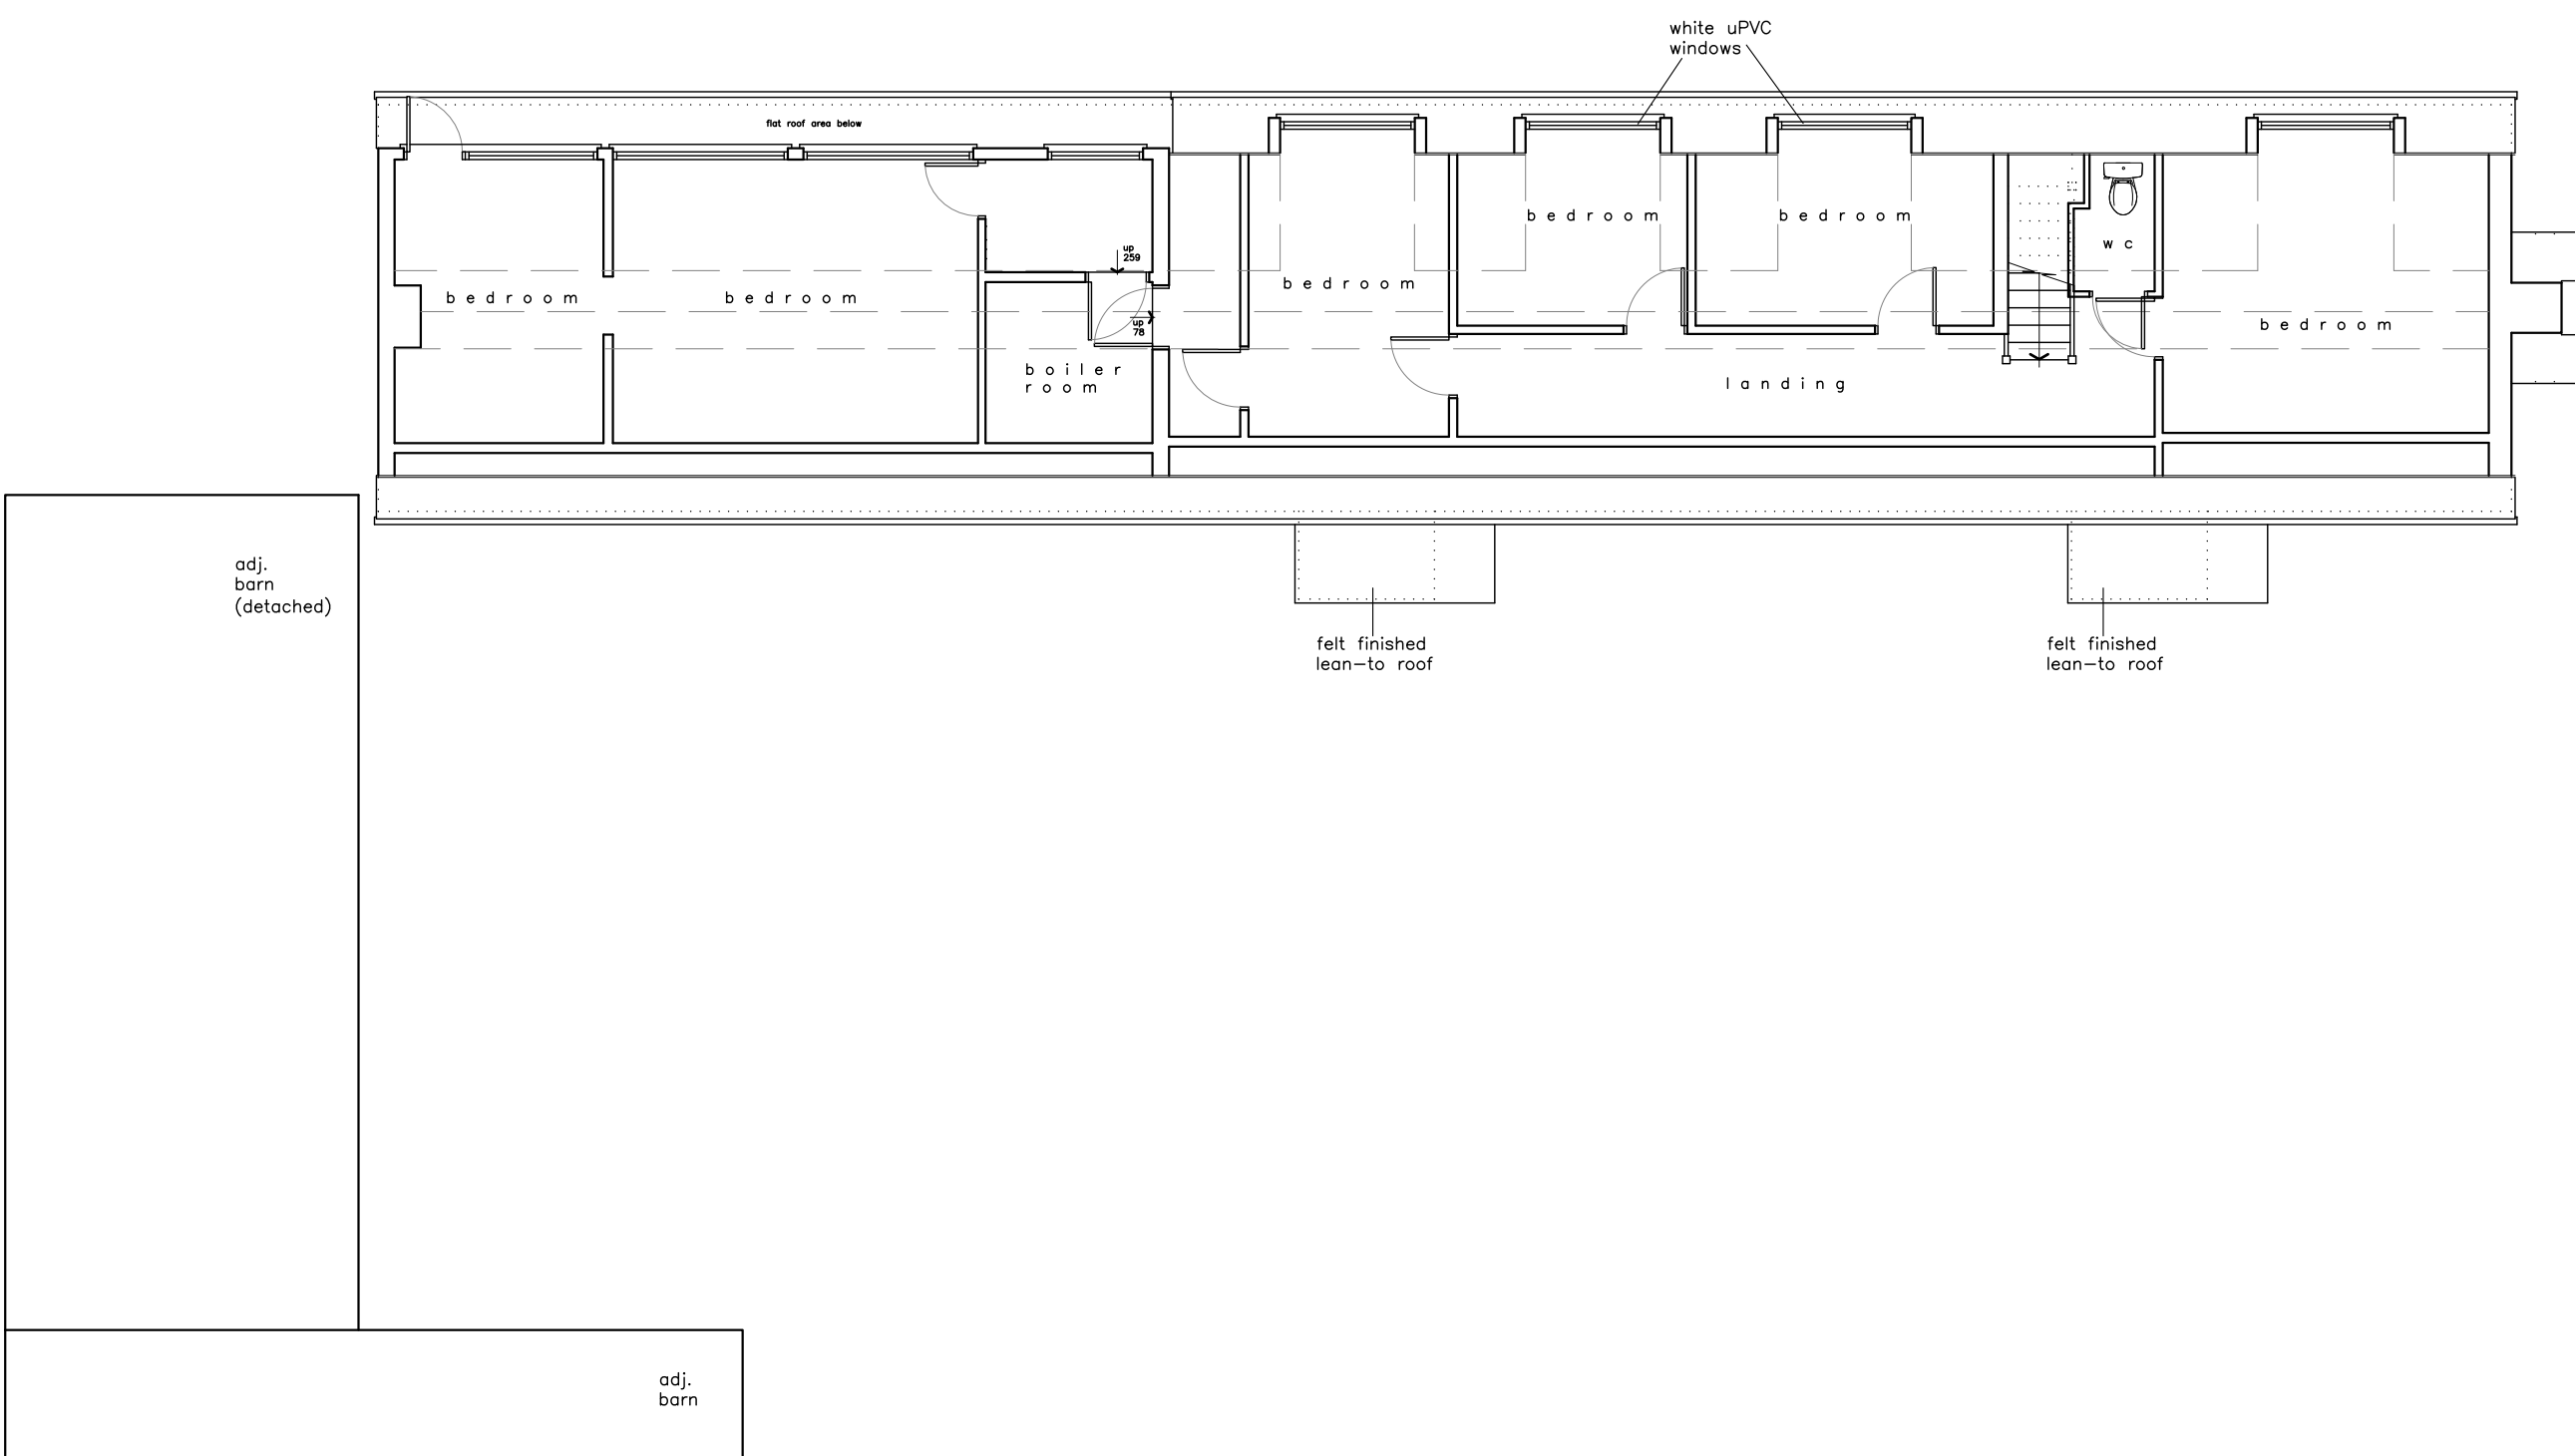 white uPVC
windows
flat roof area below
bedroom
bedroom
up
259
up
78
boiler
room
bedroom
bedroom
bedroom
landing
wc
bedroom
adj.
barn
(detached)
felt finished
lean-to roof
felt finished
lean-to roof
adj.
barn